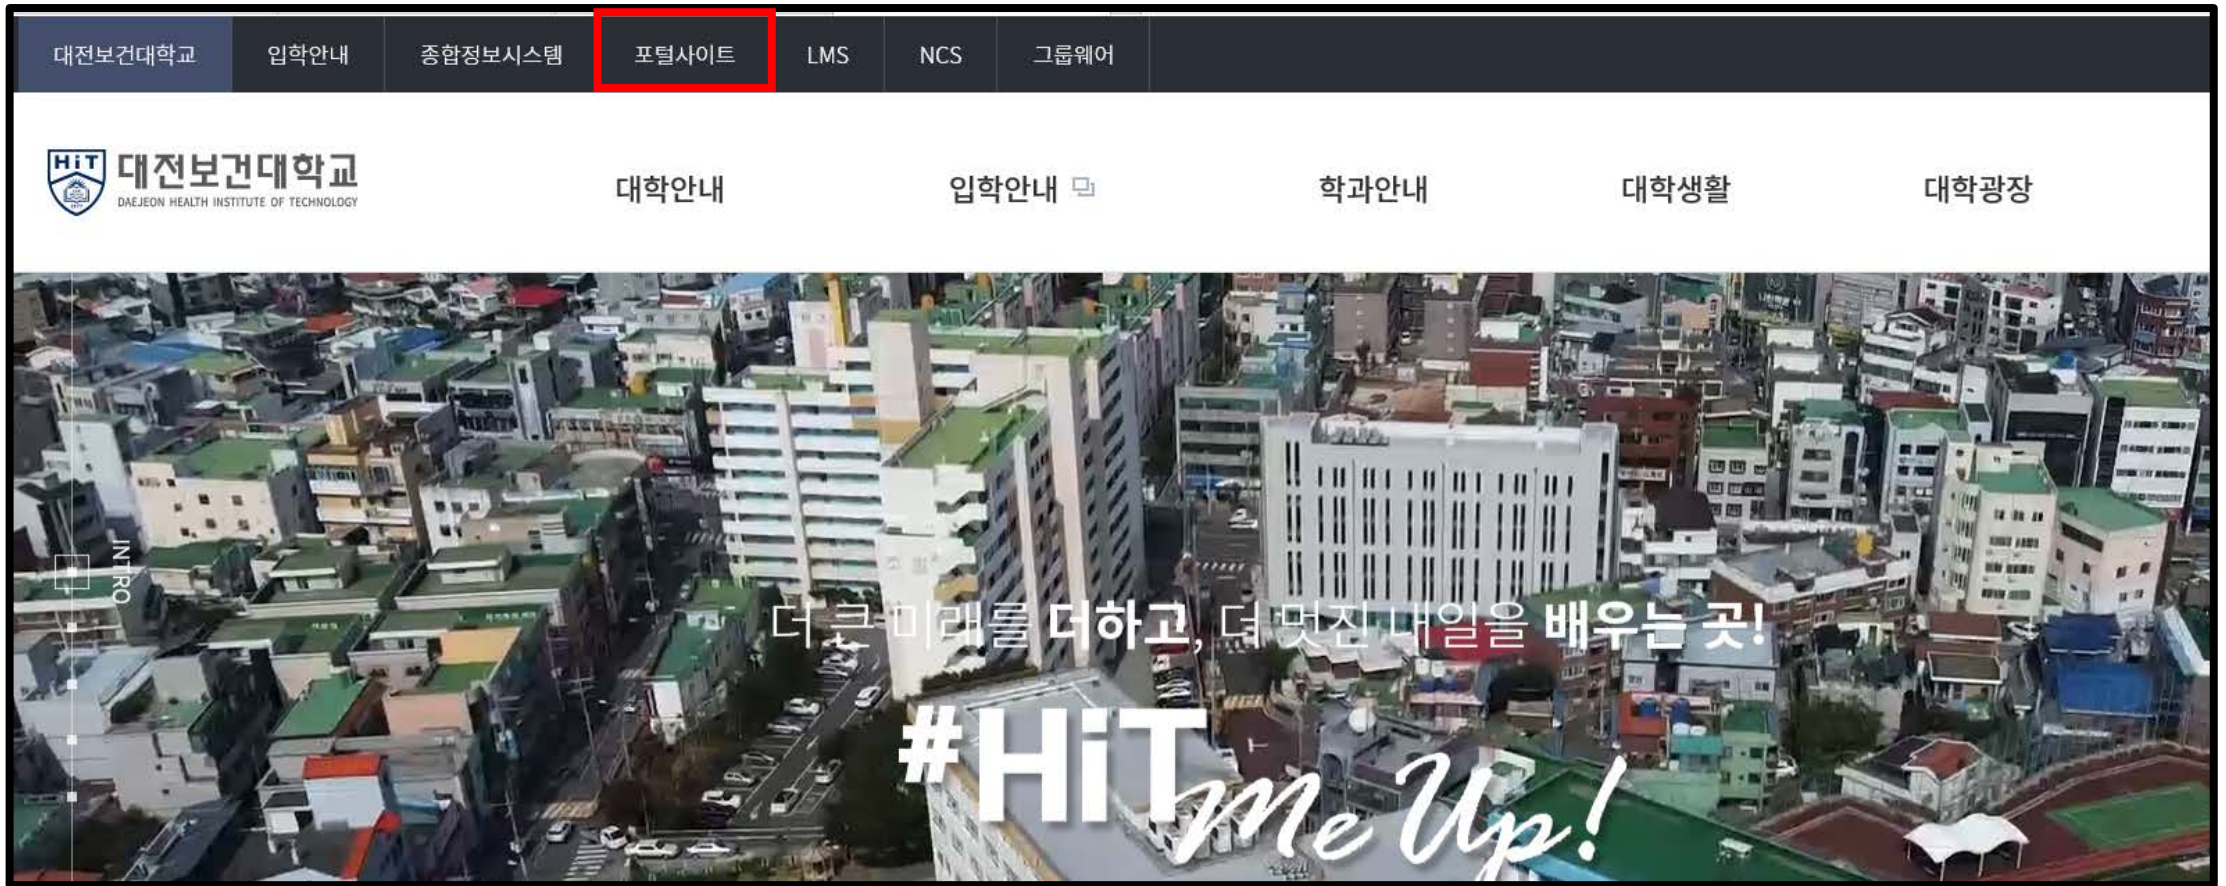 대전보건대학교 입학안내 종합정보시스템 포털사이트 LMS NCS 그룹웨어
HiT 대전보건대학교
DAEJEON HEALTH INSTITUTE OF TECHNOLOGY
대학안내 입학안내 학과안내 대학생활 대학광장
INTRO
더 큰 미래를 더하고, 더 멋진 내일을 배우는 곳!
#HiT me Up!